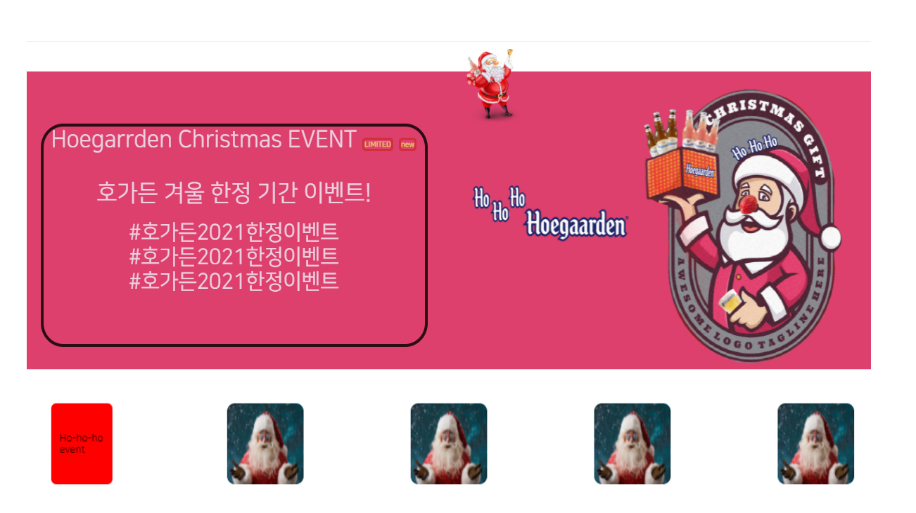 Hoegarrden Christmas EVENT LIMITED new
호가든 겨울 한정 기간 이벤트!
#호가든2021한정이벤트
#호가든2021한정이벤트
#호가든2021한정이벤트
Ho Ho Ho
Hoegaarden
CHRISTMAS GIFT
Ho Ho Ho
Hoegaarden
AWESOME LOGO TAGLINE HERE
Ho-ho-ho
event